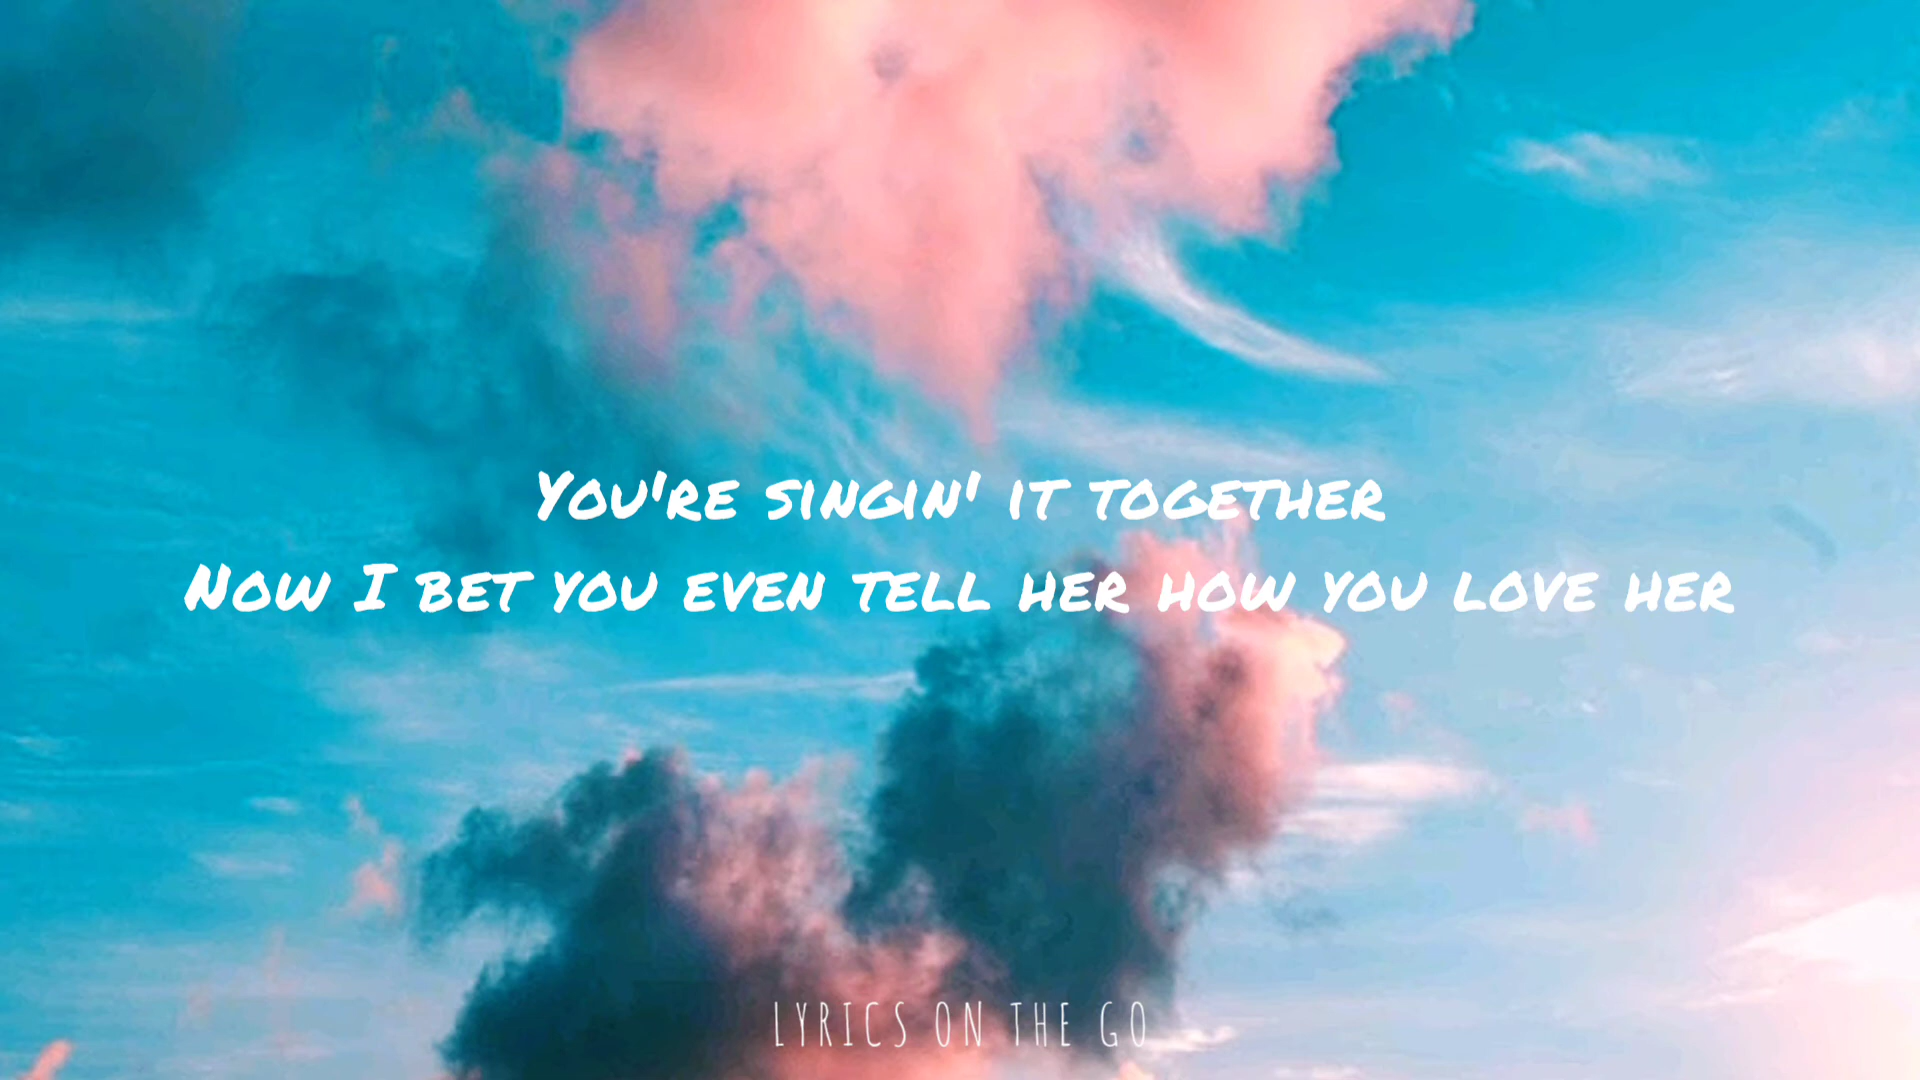 You're singin' it together
Now I bet you even tell her how you love her
LYRICS ON THE GO